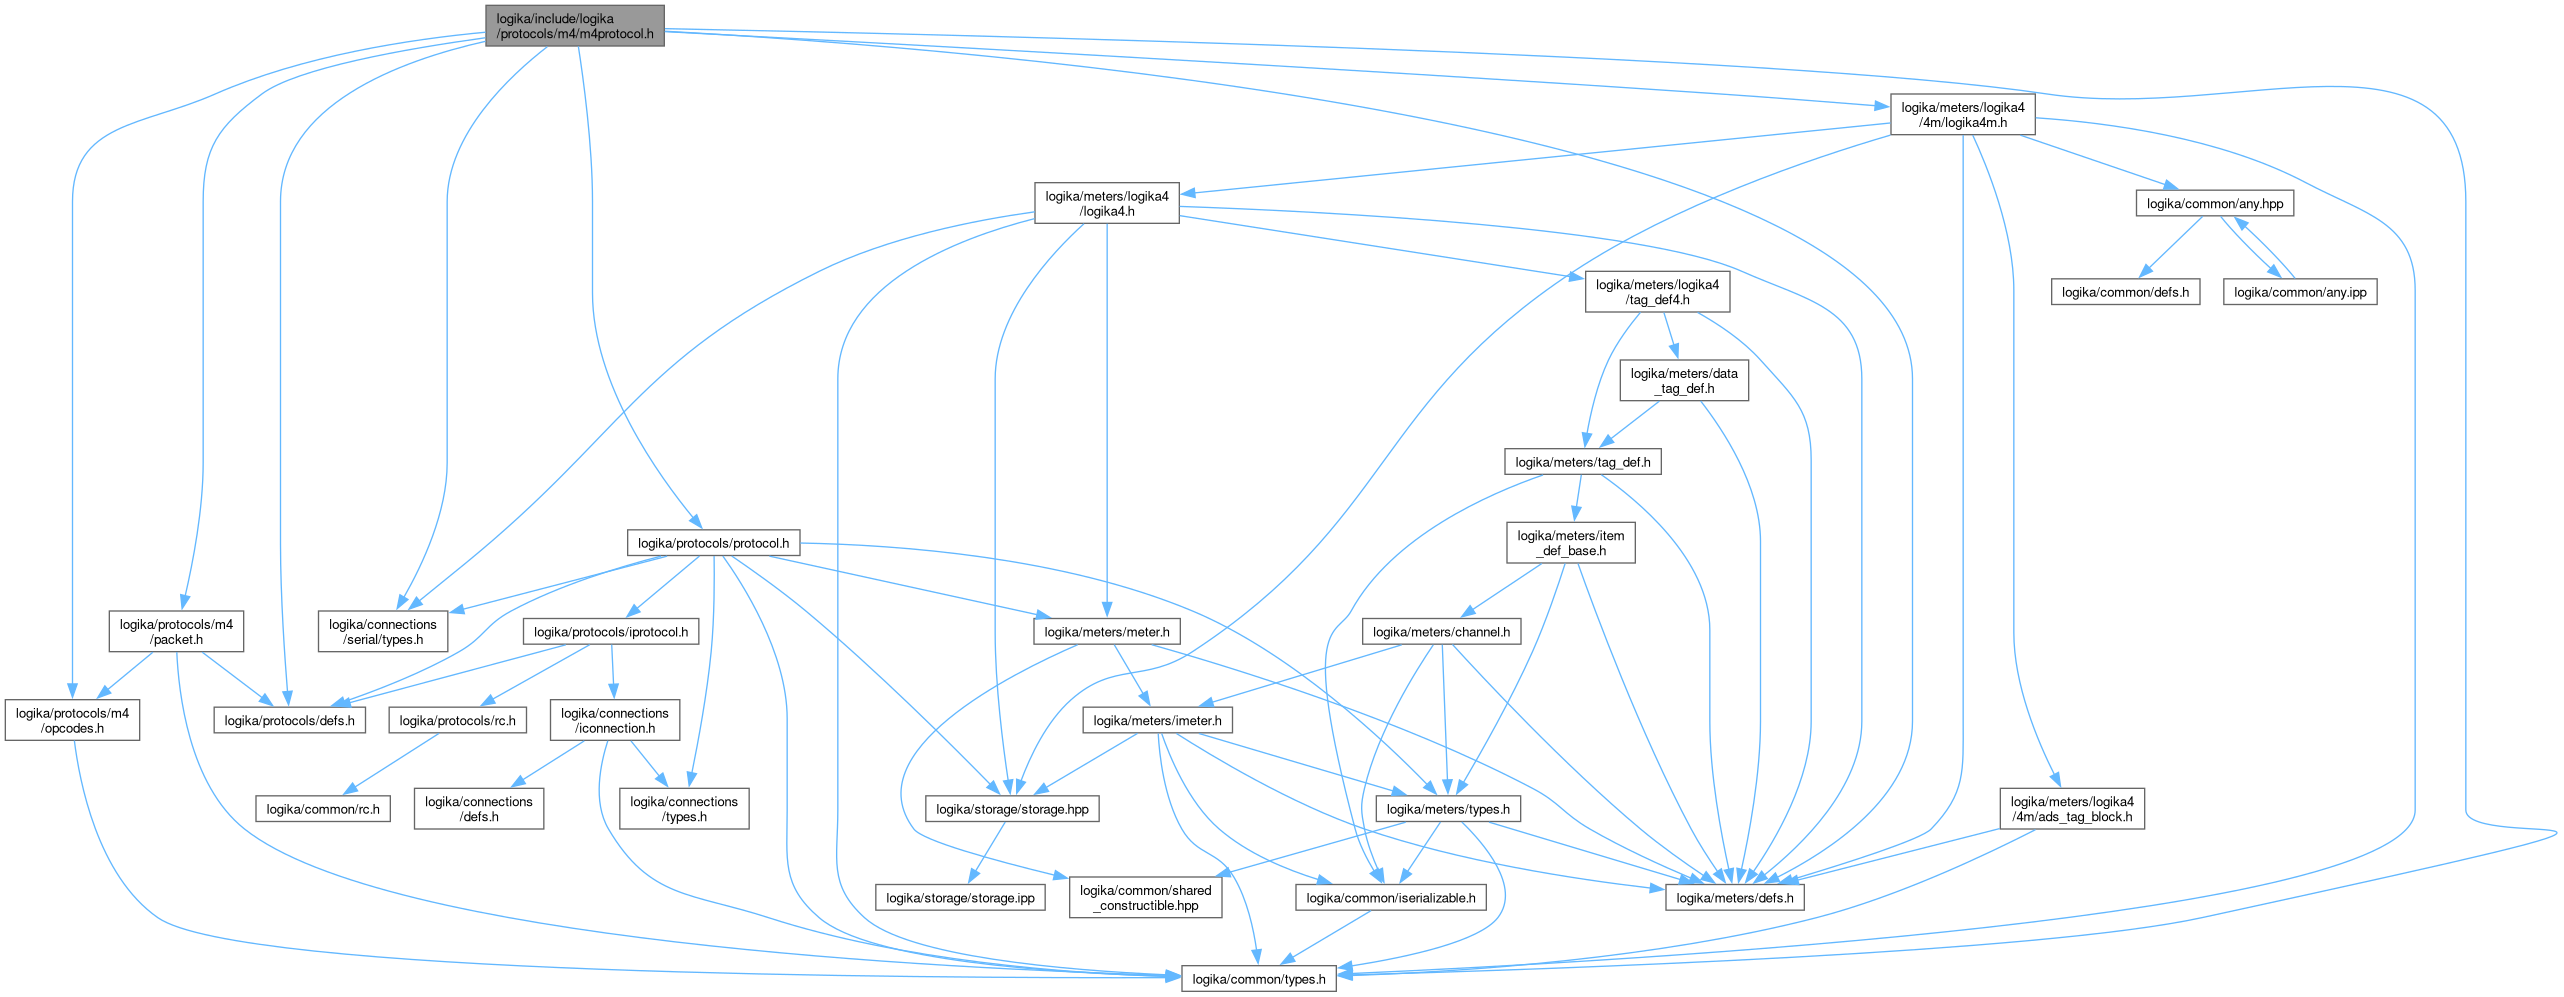 logika/include/logika
/protocols/m4/m4protocol.h
logika/meters/logika4
/4m/logika4m.h
logika/meters/logika4
/logika4.h
logika/common/any.hpp
logika/meters/logika4
/tag_def4.h
logika/common/defs.h
logika/common/any.ipp
logika/meters/data
_tag_def.h
logika/meters/tag_def.h
logika/protocols/protocol.h
logika/meters/item
_def_base.h
logika/protocols/m4
/packet.h
logika/connections
/serial/types.h
logika/protocols/iprotocol.h
logika/meters/meter.h
logika/meters/channel.h
logika/protocols/m4
/opcodes.h
logika/protocols/defs.h
logika/protocols/rc.h
logika/connections
/iconnection.h
logika/meters/imeter.h
logika/common/rc.h
logika/connections
/defs.h
logika/connections
/types.h
logika/storage/storage.hpp
logika/meters/types.h
logika/meters/logika4
/4m/ads_tag_block.h
logika/storage/storage.ipp
logika/common/shared
_constructible.hpp
logika/common/iserializable.h
logika/meters/defs.h
logika/common/types.h